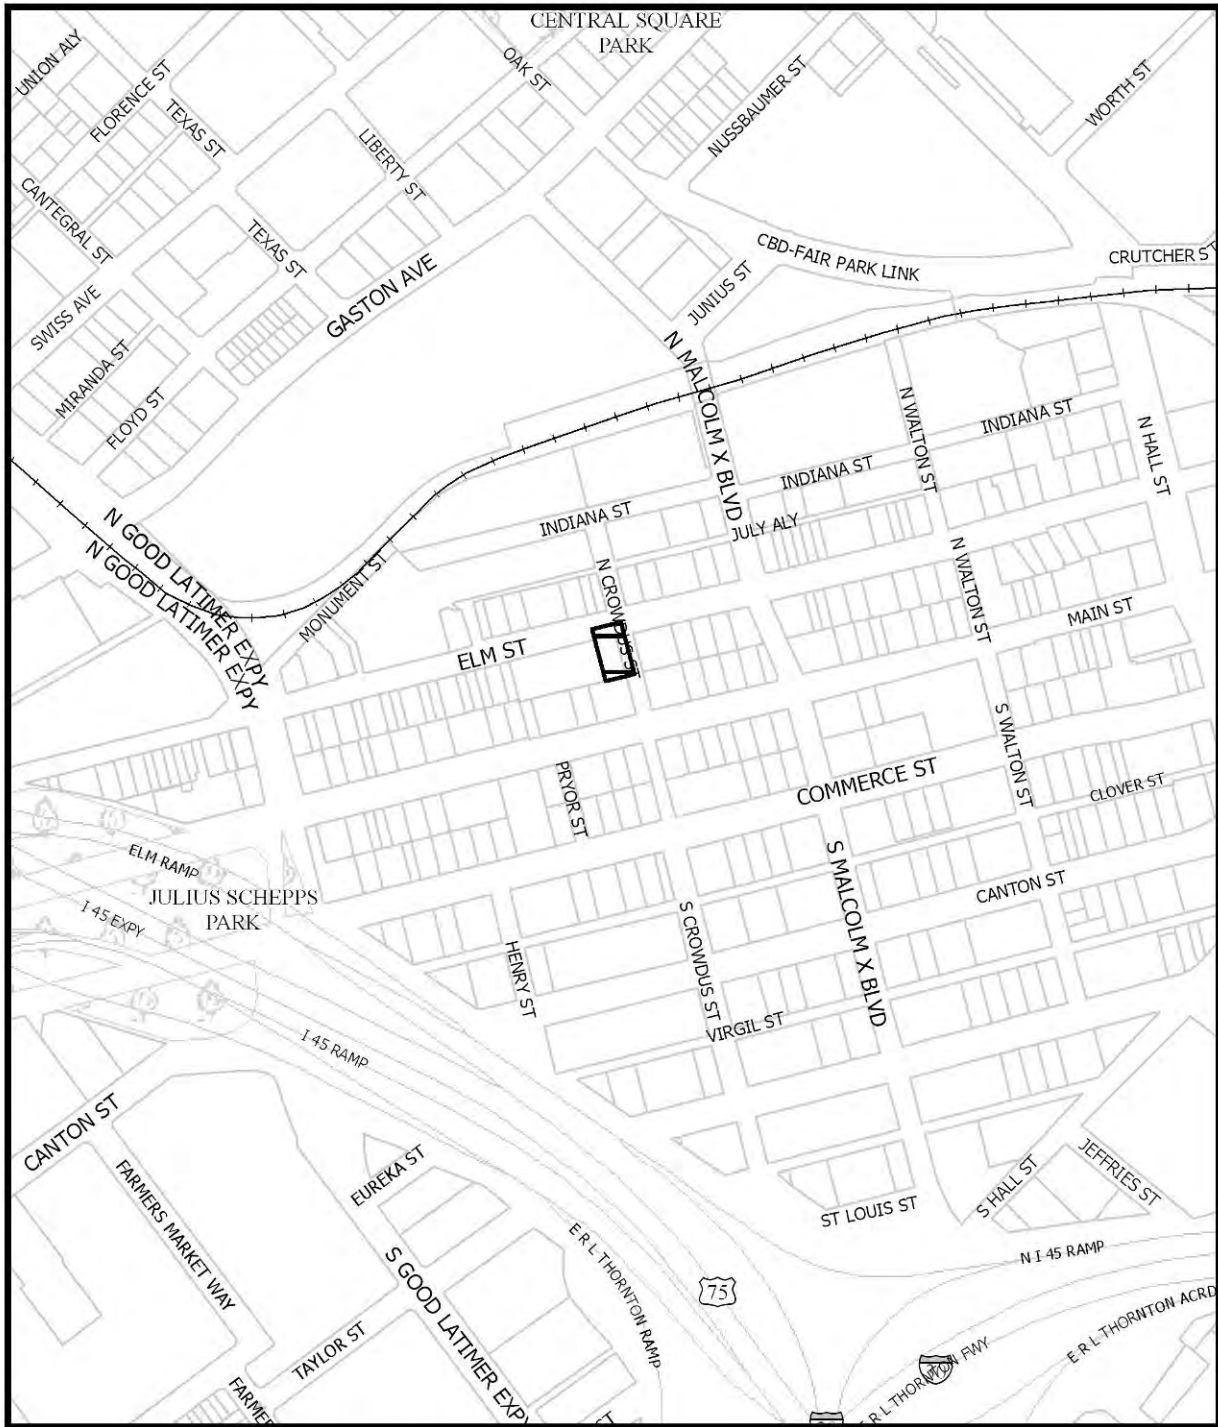 CENTRAL SQUARE
PARK
UNION ALY
FLORENCE ST
OAK ST
NUSSBAUMER ST
WORTH ST
TEXAS ST
LIBERTY ST
CANTEGRAL ST
TEXAS ST
CBD-FAIR PARK LINK
CRUTCHER ST
SWISS AVE
GASTON AVE
JUNIUS ST
MIRANDA ST
FLOYD ST
N MALCOLM X BLVD
N WALTON ST
INDIANA ST
N HALL ST
INDIANA ST
INDIANA ST
JULY ALY
N GOOD LATIMER EXPY
N GOOD LATIMER EXPY
MONUMENT ST
N CROWDUS ST
N WALTON ST
MAIN ST
ELM ST
S WALTON ST
PRYOR ST
COMMERCE ST
CLOVER ST
ELM RAMP
JULIUS SCHEPPS
PARK
I 45 EXPY
S MALCOLM X BLVD
CANTON ST
HENRY ST
S CROWDUS ST
VIRGIL ST
I 45 RAMP
CANTON ST
EUREKA ST
FARMERS MARKET WAY
S HALL ST
JEFFRIES ST
ST LOUIS ST
N I 45 RAMP
E R L THORNTON RAMP
75
S GOOD LATIMER EXPY
E R L THORNTON ACRD
TAYLOR ST
E R L THORNTON FWY
FARMER
ST